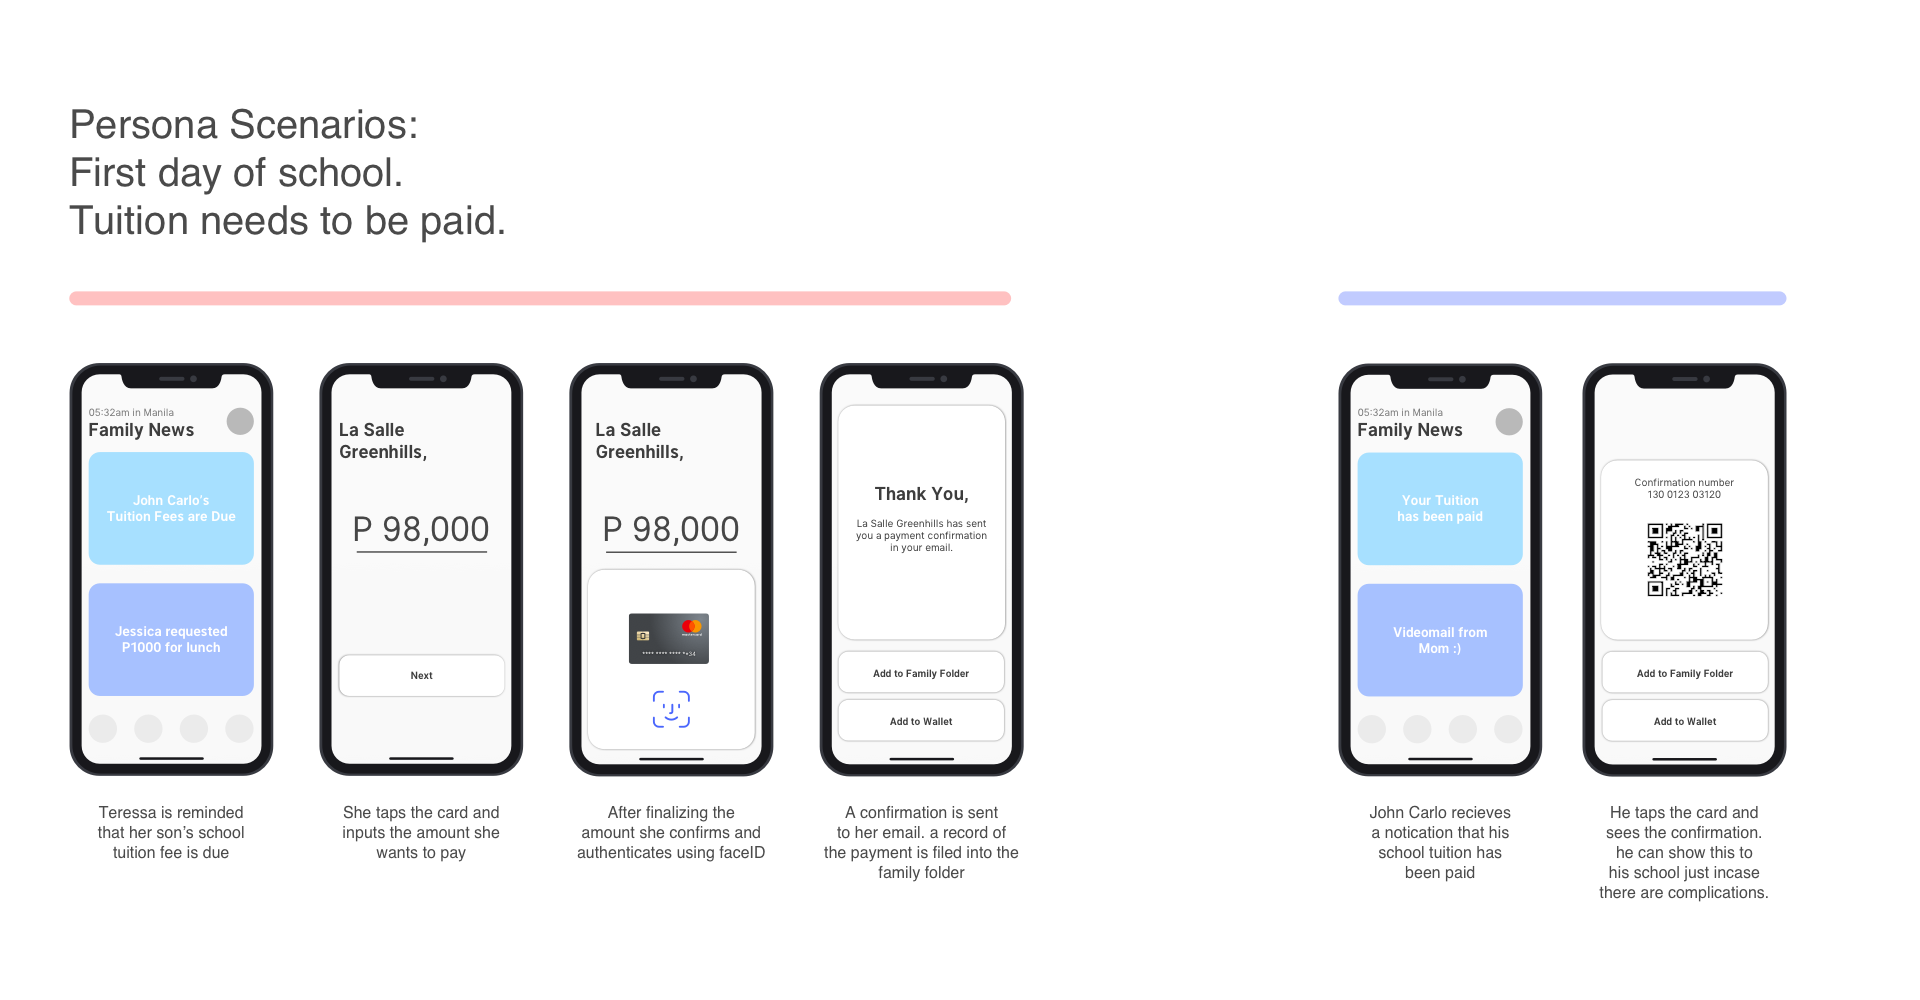 Persona Scenarios:
First day of school.
Tuition needs to be paid.
05:32am in Manila
Family News
John Carlo's
Tuition Fees are Due
Jessica requested
P1000 for lunch
Teressa is reminded
that her son's school
tuition fee is due
La Salle
Greenhills,
P 98,000
Next
She taps the card and
inputs the amount she
wants to pay
La Salle
Greenhills,
P 98,000
mastercard
**** **** **** **34
After finalizing the
amount she confirms and
authenticates using faceID
Thank You,
La Salle Greenhills has sent
you a payment confirmation
in your email.
Add to Family Folder
Add to Wallet
A confirmation is sent
to her email. a record of
the payment is filed into the
family folder
05:32am in Manila
Family News
Your Tuition
has been paid
Videomail from
Mom :)
John Carlo recieves
a notication that his
school tuition has
been paid
Confirmation number
130 0123 03120
Add to Family Folder
Add to Wallet
He taps the card and
sees the confirmation.
he can show this to
his school just incase
there are complications.